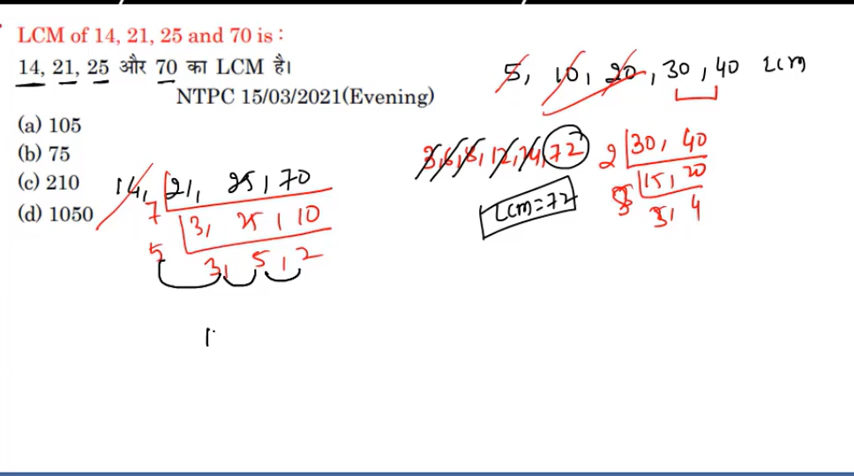 LCM of 14, 21, 25 and 70 is :
14, 21, 25 और 70 का LCM है।
NTPC 15/03/2021(Evening)
(a) 105
(b) 75
(c) 210
(d) 1050
14, 21, 25, 70
7 3, 25, 10
5 3, 5, 2
5, 10, 20, 30, 40 LCM
3, 6, 8, 12, 24, 72
LCM=72
2 30, 40
5 15, 20
3, 4